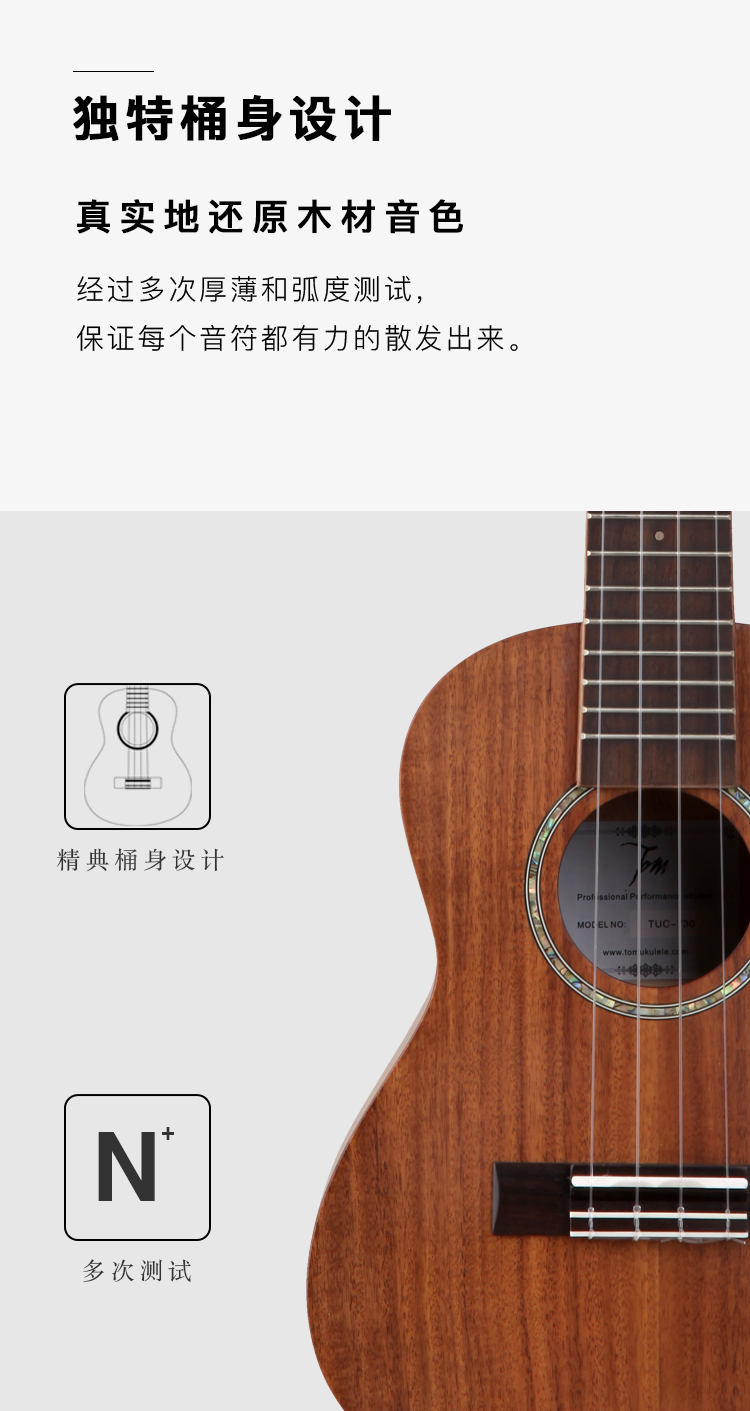 独特桶身设计
真实地还原木材音色
经过多次厚薄和弧度测试，
保证每个音符都有力的散发出来。
精典桶身设计
Tom
Professional Performance
MODEL NO: TUC-730
www.tomukulele.com
N+
多次测试